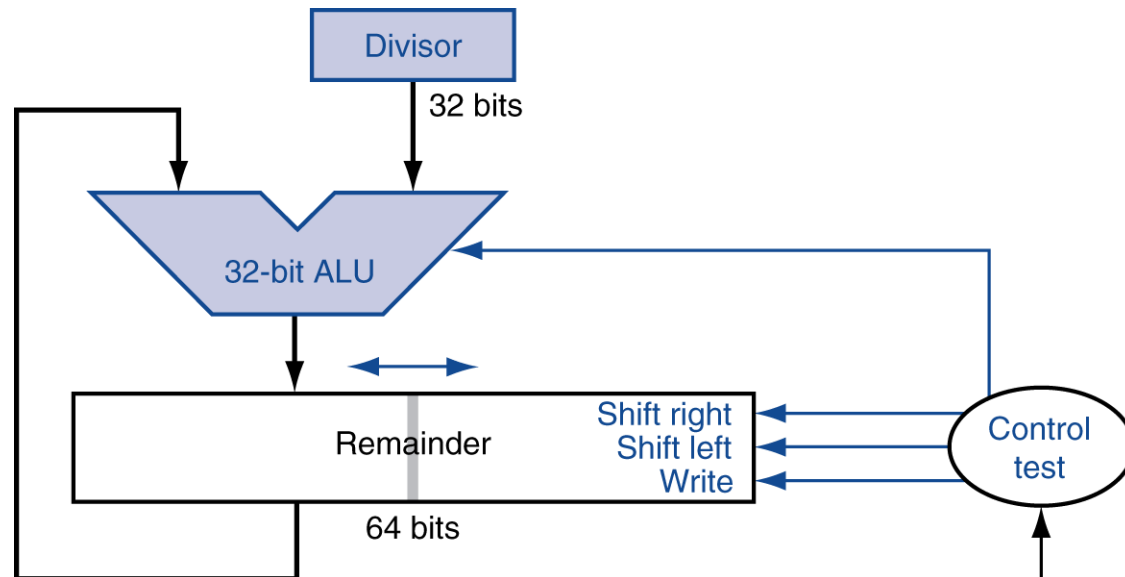 Divisor
32 bits
32-bit ALU
Remainder
Shift right
Shift left
Write
Control
test
64 bits